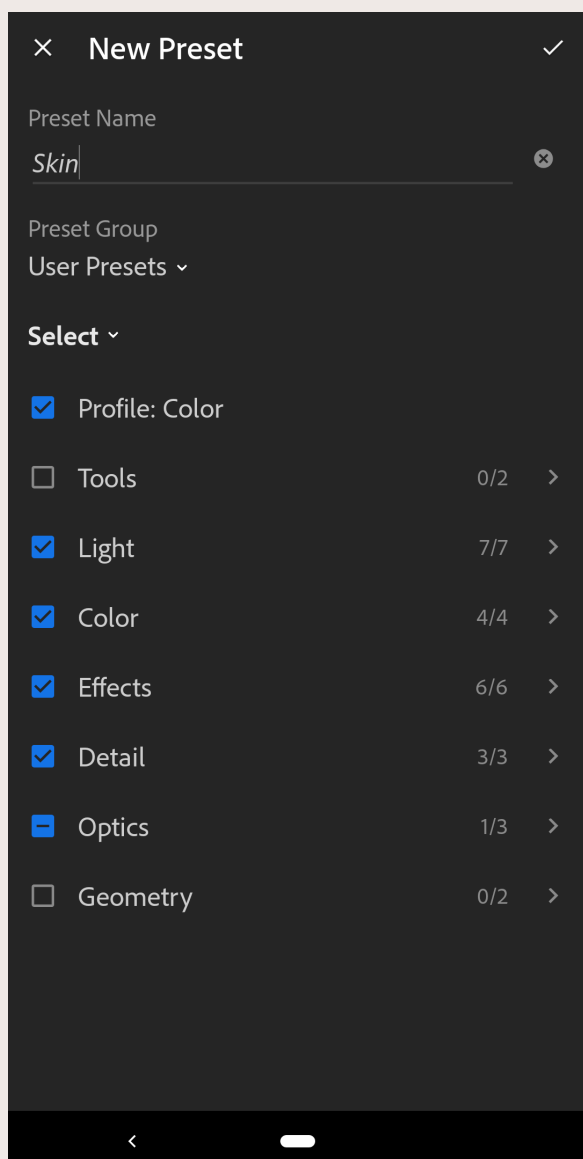 New Preset
Preset Name
Skin
Preset Group
User Presets
Select
Profile: Color
Tools 0/2
Light 7/7
Color 4/4
Effects 6/6
Detail 3/3
Optics 1/3
Geometry 0/2